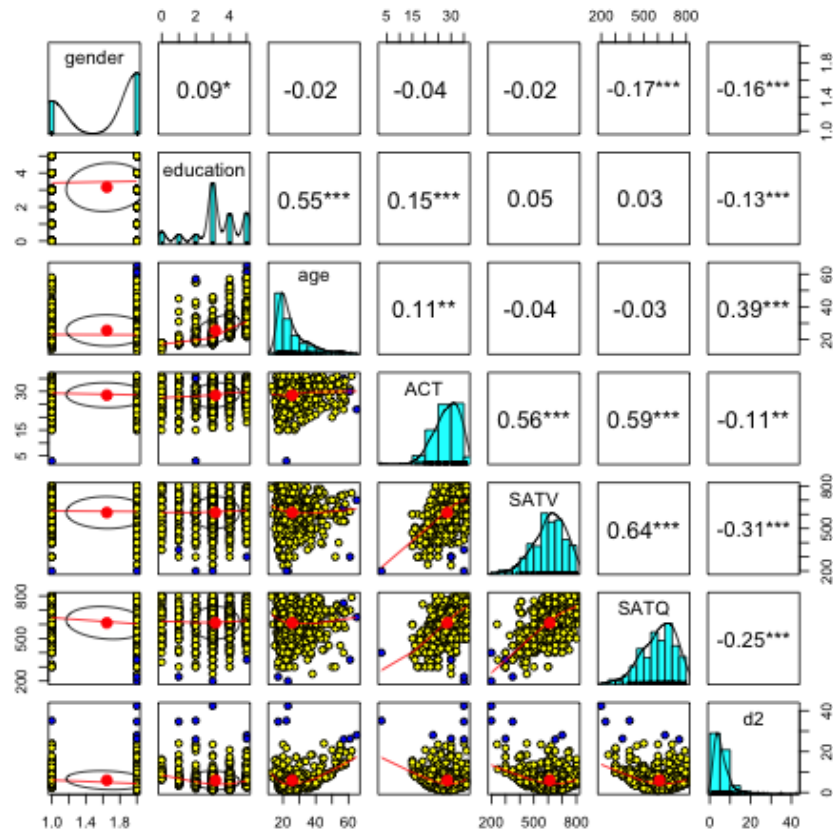 0 2 4 5 15 30 200 500 800
gender 0.09* -0.02 -0.04 -0.02 -0.17*** -0.16*** 1.0 1.4 1.8
0 2 4 education 0.55*** 0.15*** 0.05 0.03 -0.13***
age 0.11** -0.04 -0.03 0.39*** 20 40 60
5 15 30 ACT 0.56*** 0.59*** -0.11**
SATV 0.64*** -0.31*** 200 500 800
200 500 800 SATQ -0.25***
d2 0 20 40
1.0 1.4 1.8 20 40 60 200 500 800 0 10 20 30 40